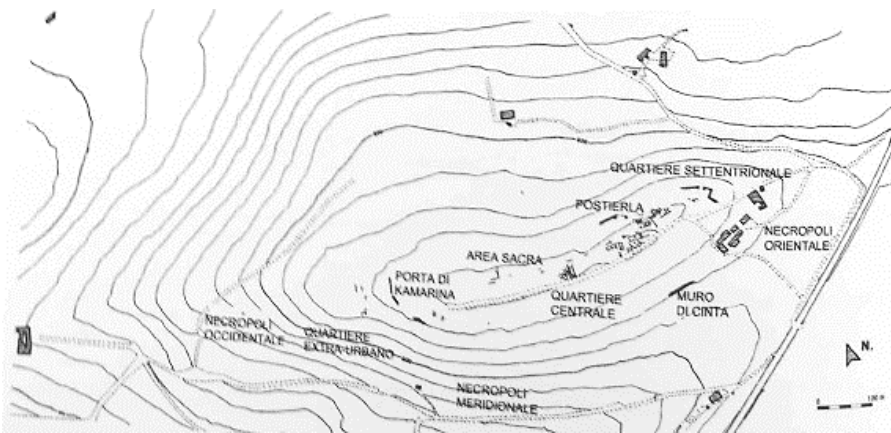 QUARTIERE SETTENTRIONALE
POSTIERLA
NECROPOLI
ORIENTALE
AREA SACRA
PORTA DI
KAMARINA
QUARTIERE
CENTRALE
MURO
DI CINTA
NECROPOLI
OCCIDENTALE
QUARTIERE
EXTRA URBANO
NECROPOLI
MERIDIONALE
N.
0